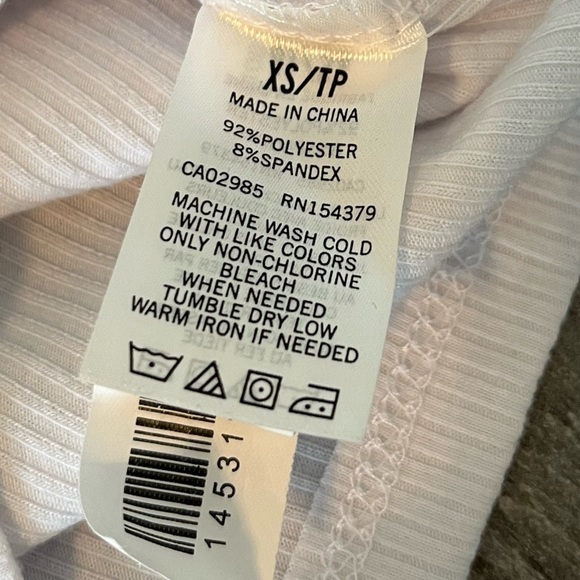 XS/TP
MADE IN CHINA
92%POLYESTER
8%SPANDEX
CA02985 RN154379
MACHINE WASH COLD
WITH LIKE COLORS
ONLY NON-CHLORINE
BLEACH
WHEN NEEDED
TUMBLE DRY LOW
WARM IRON IF NEEDED
14531